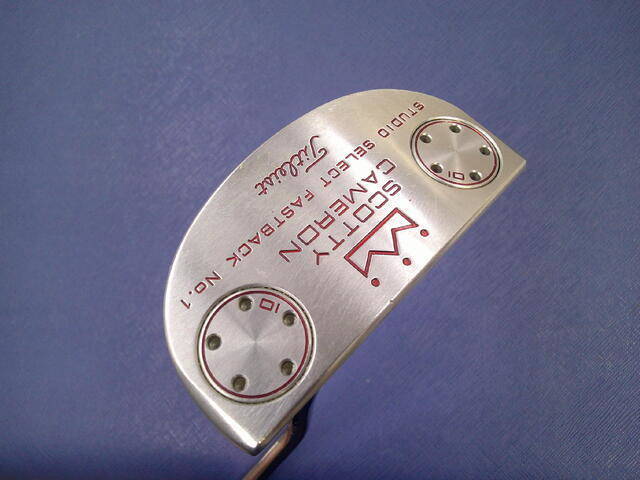 STUDIO SELECT FASTBACK No.1
Titleist
SCOTTY
CAMERON
10
10